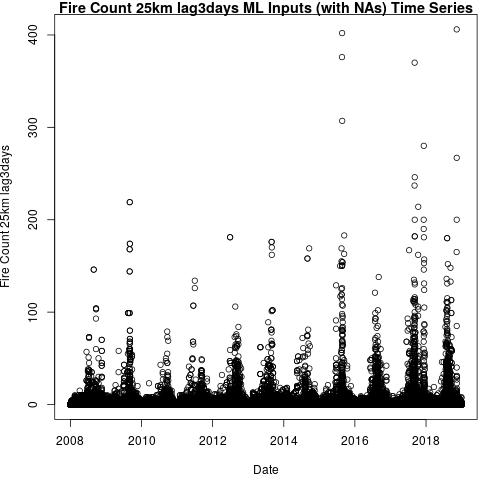 Fire Count 25km lag3days ML Inputs (with NAs) Time Series
Fire Count 25km lag3days
400
300
200
100
0
2008 2010 2012 2014 2016 2018
Date